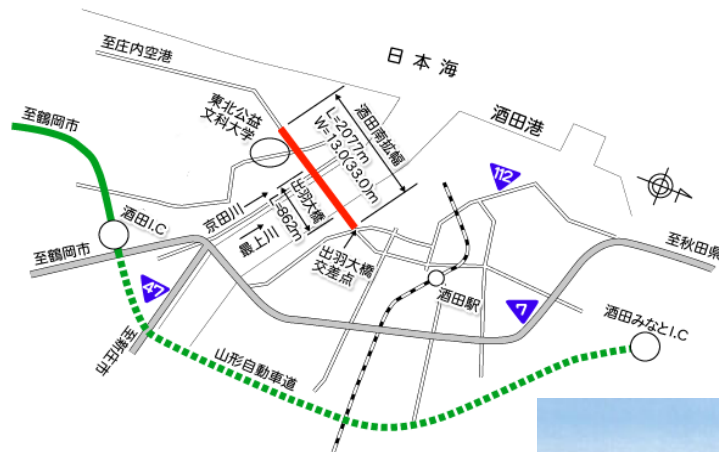 日本海
至庄内空港
酒田港
至鶴岡市
東北公益
文科大学
酒田南拡幅
L=2077m
W=13.0(33.0)m
112
出羽大橋
L=862m
京田川
最上川
酒田I.C
至鶴岡市
出羽大橋
交差点
至秋田県
酒田駅
47
7
酒田みなとI.C
至新庄市
山形自動車道